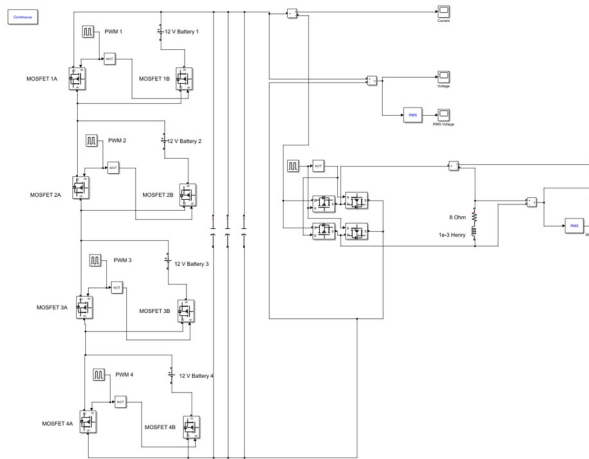 Continuous
PWM 1
12 V Battery 1
Current
NOT
MOSFET 1A
MOSFET 1B
Voltage
RMS
RMS Voltage
PWM 2
12 V Battery 2
NOT
NOT
MOSFET 2A
MOSFET 2B
8 Ohm
1e-3 Henry
RMS
PWM 3
12 V Battery 3
NOT
MOSFET 3A
MOSFET 3B
PWM 4
12 V Battery 4
NOT
MOSFET 4A
MOSFET 4B